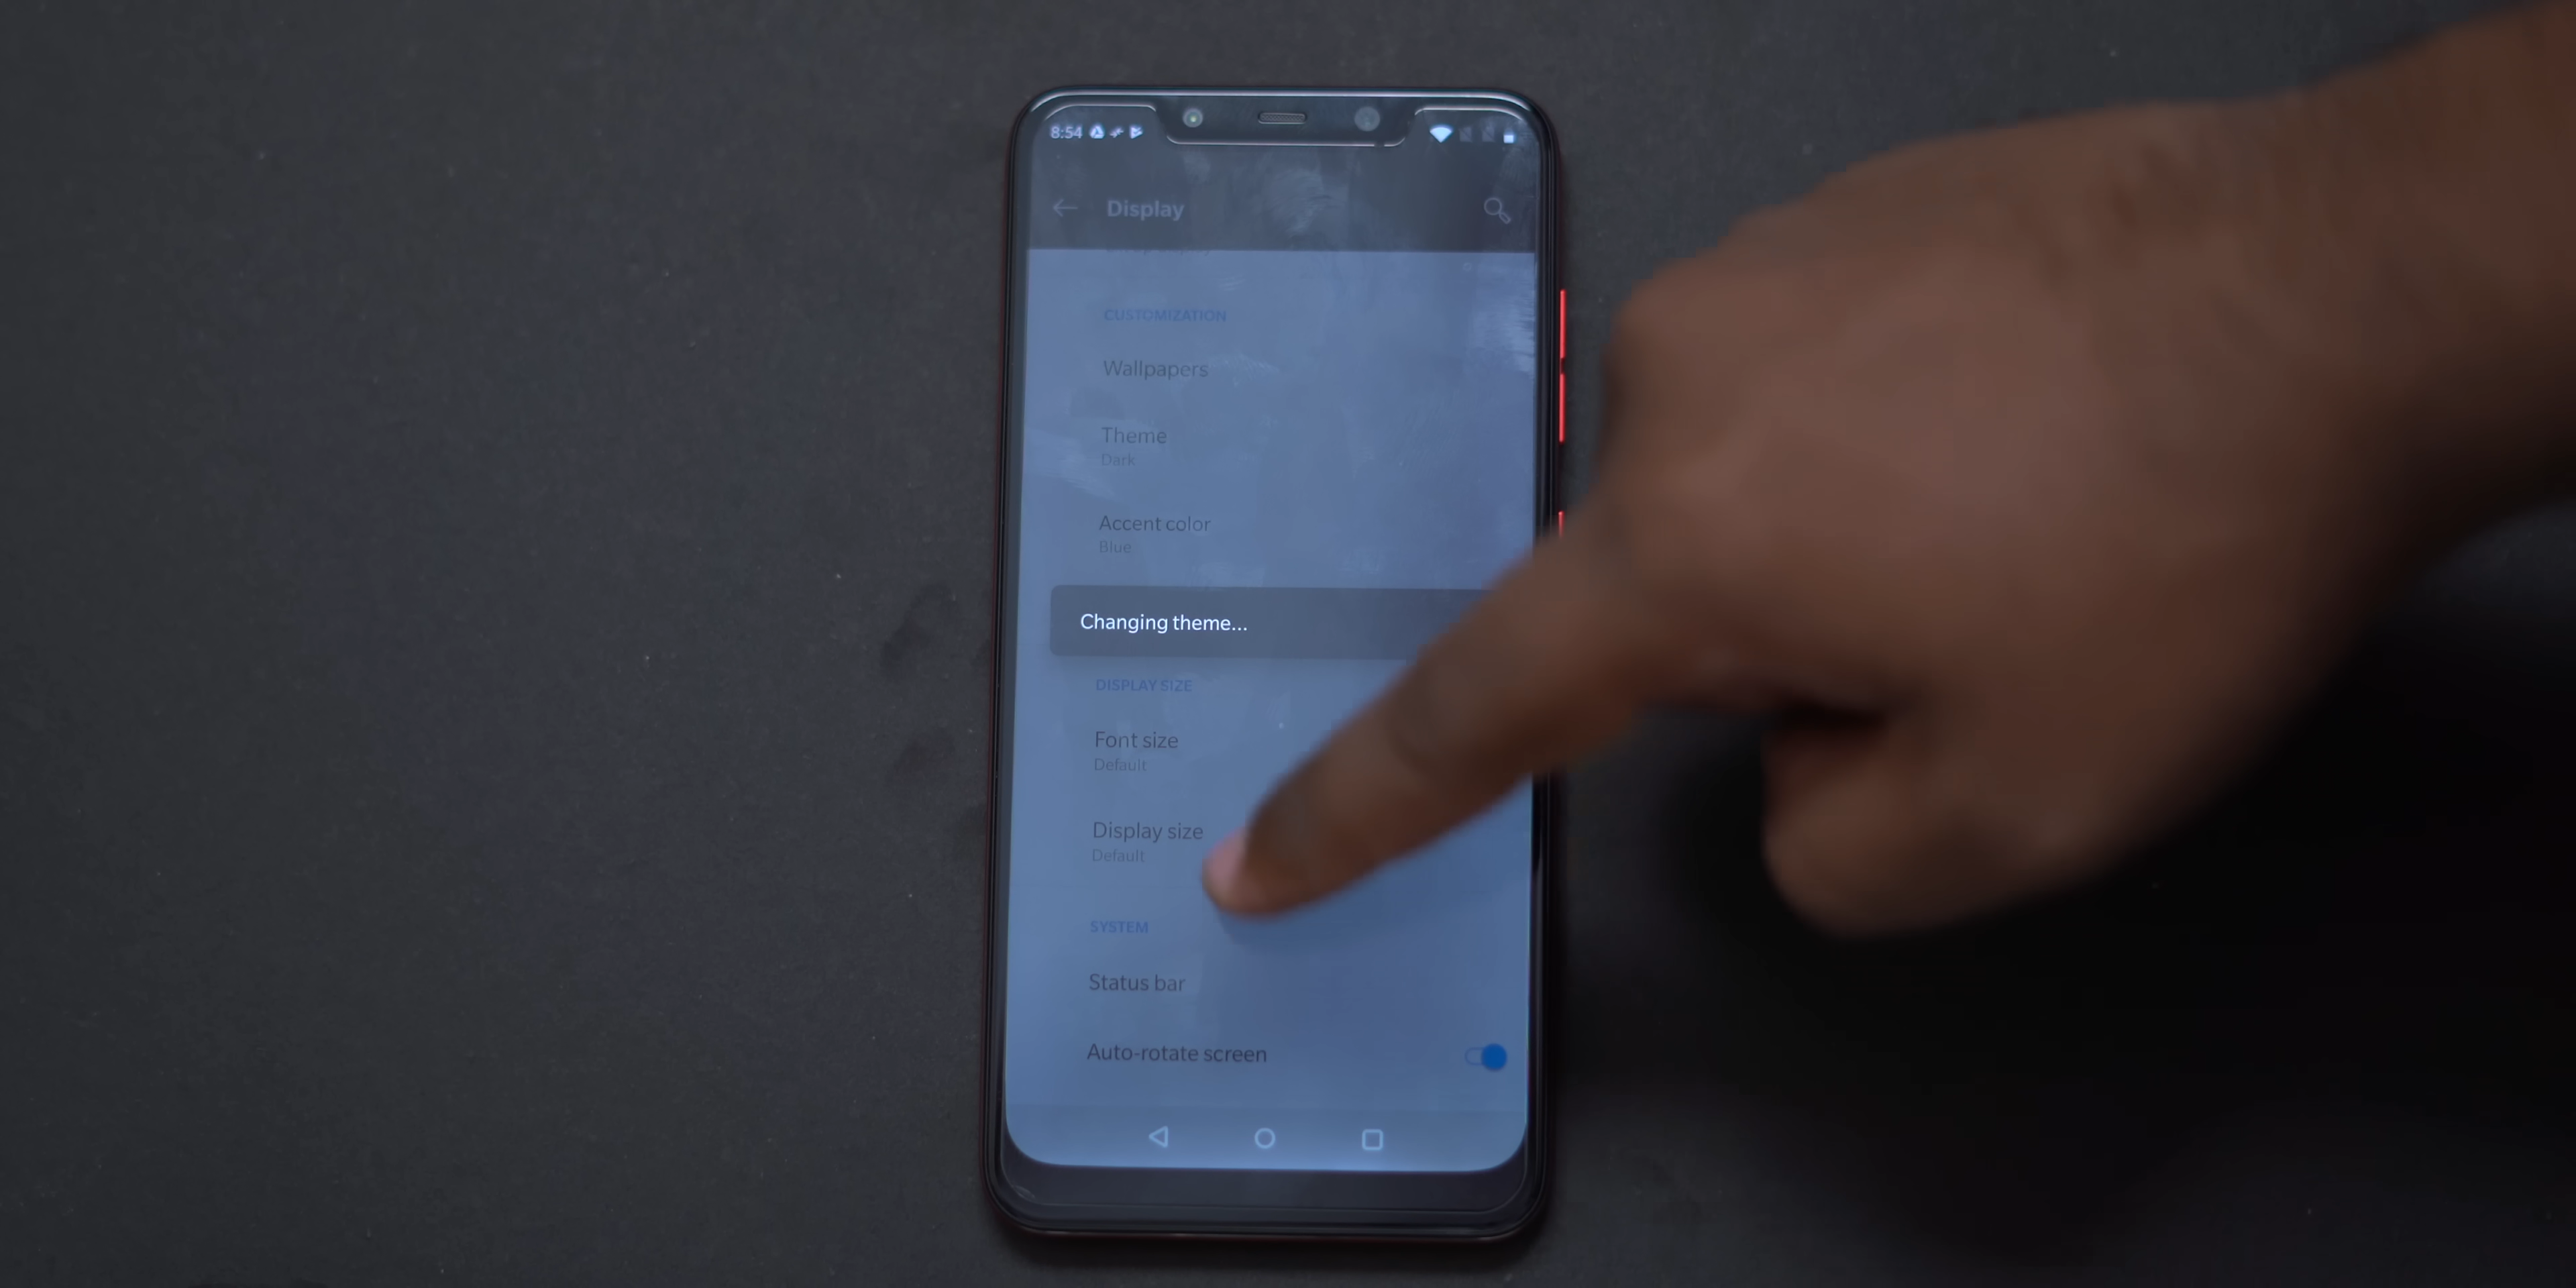 8:54
Display
CUSTOMIZATION
Wallpapers
Theme
Dark
Accent color
Blue
Changing theme...
DISPLAY SIZE
Font size
Default
Display size
Default
SYSTEM
Status bar
Auto-rotate screen